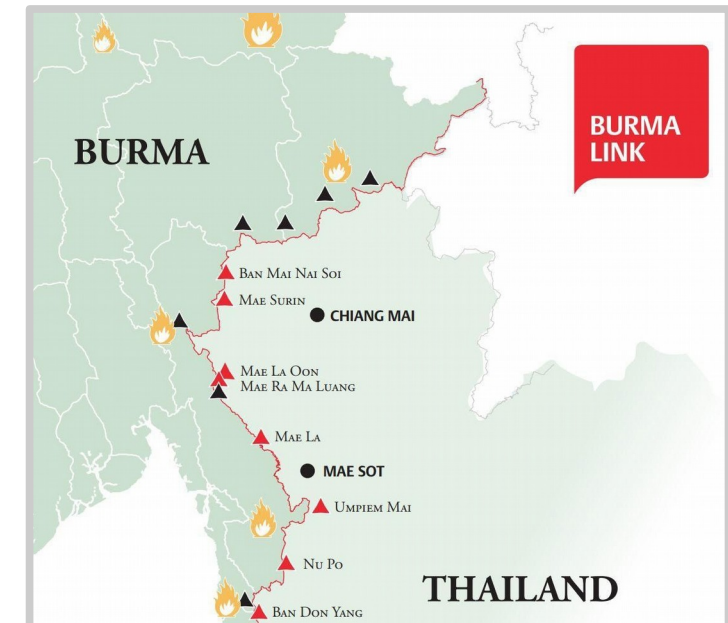 BURMA
BURMA
LINK
BAN MAI NAI SOI
MAE SURIN
CHIANG MAI
MAE LA OON
MAE RA MA LUANG
MAE LA
MAE SOT
UMPIEM MAI
NU PO
THAILAND
BAN DON YANG